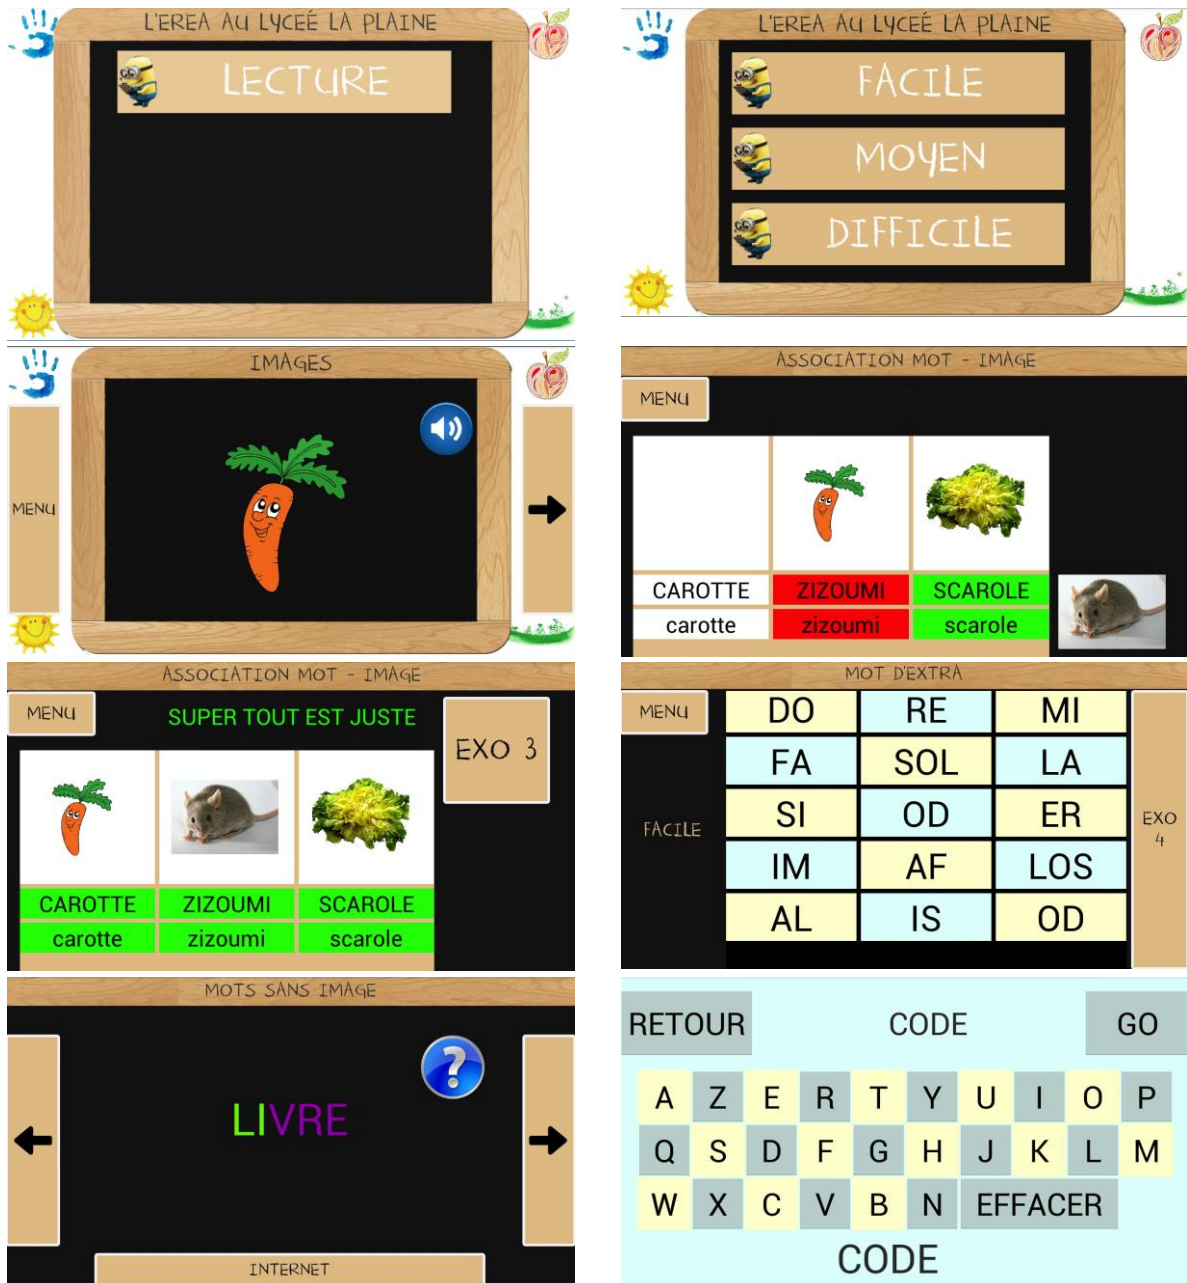 L'EREA AU LYCEÉ LA PLAINE
LECTURE
L'EREA AU LYCEÉ LA PLAINE
FACILE
MOYEN
DIFFICILE
IMAGES
MENU
ASSOCIATION MOT - IMAGE
MENU
CAROTTE ZIZOUMI SCAROLE
carotte zizoumi scarole
ASSOCIATION MOT - IMAGE
MENU
SUPER TOUT EST JUSTE
EXO 3
CAROTTE ZIZOUMI SCAROLE
carotte zizoumi scarole
MOT D'EXTRA
MENU
DO RE MI
FA SOL LA
SI OD ER
IM AF LOS
AL IS OD
FACILE
EXO
4
MOTS SANS IMAGE
LIVRE
INTERNET
RETOUR CODE GO
A Z E R T Y U I O P
Q S D F G H J K L M
W X C V B N EFFACER
CODE